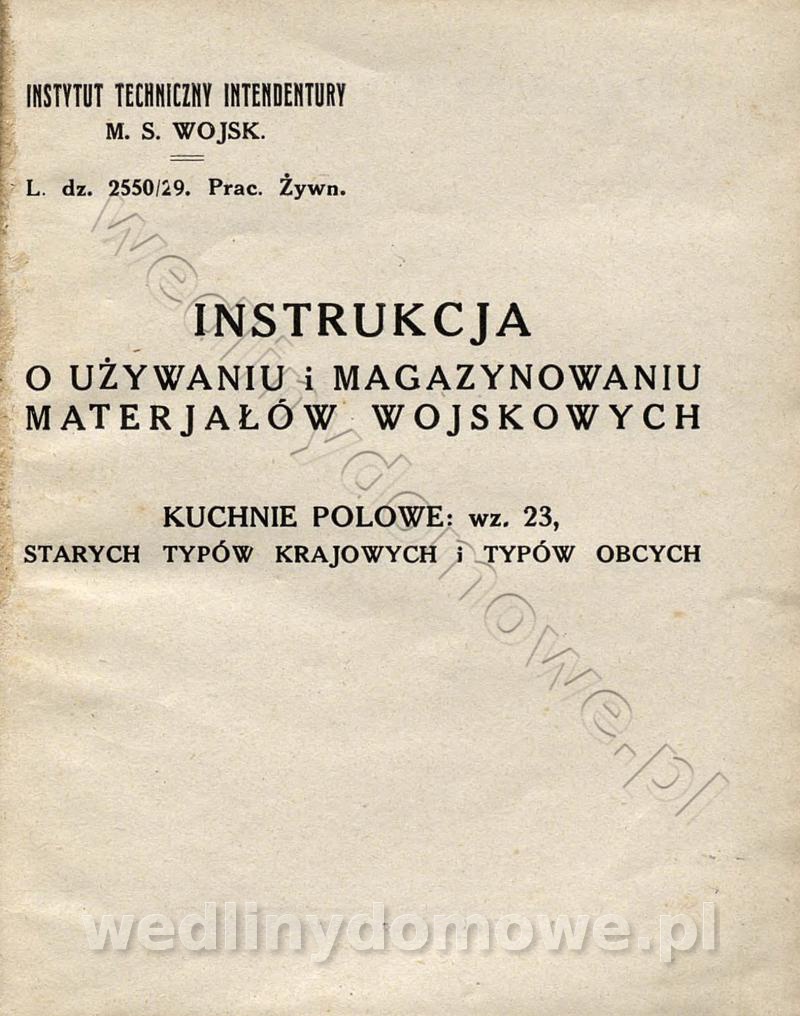 INSTYTUT TECHNICZNY INTENDENTURY
M. S. WOJSK.
L. dz. 2550/29. Prac. Żywn.
INSTRUKCJA
O UŻYWANIU i MAGAZYNOWANIU
MATERJAŁÓW WOJSKOWYCH
KUCHNIE POLOWE: wz. 23,
STARYCH TYPÓW KRAJOWYCH i TYPÓW OBCYCH
wedlinydomowe.pl
wedlinydomowe.pl